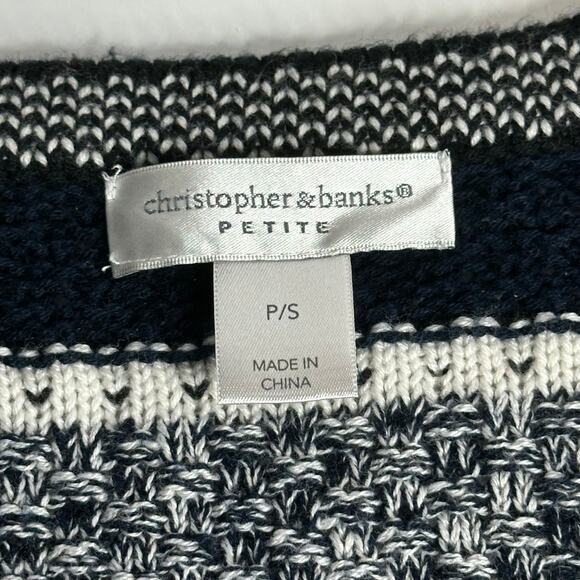 christopher & banks®
PETITE
P/S
MADE IN
CHINA